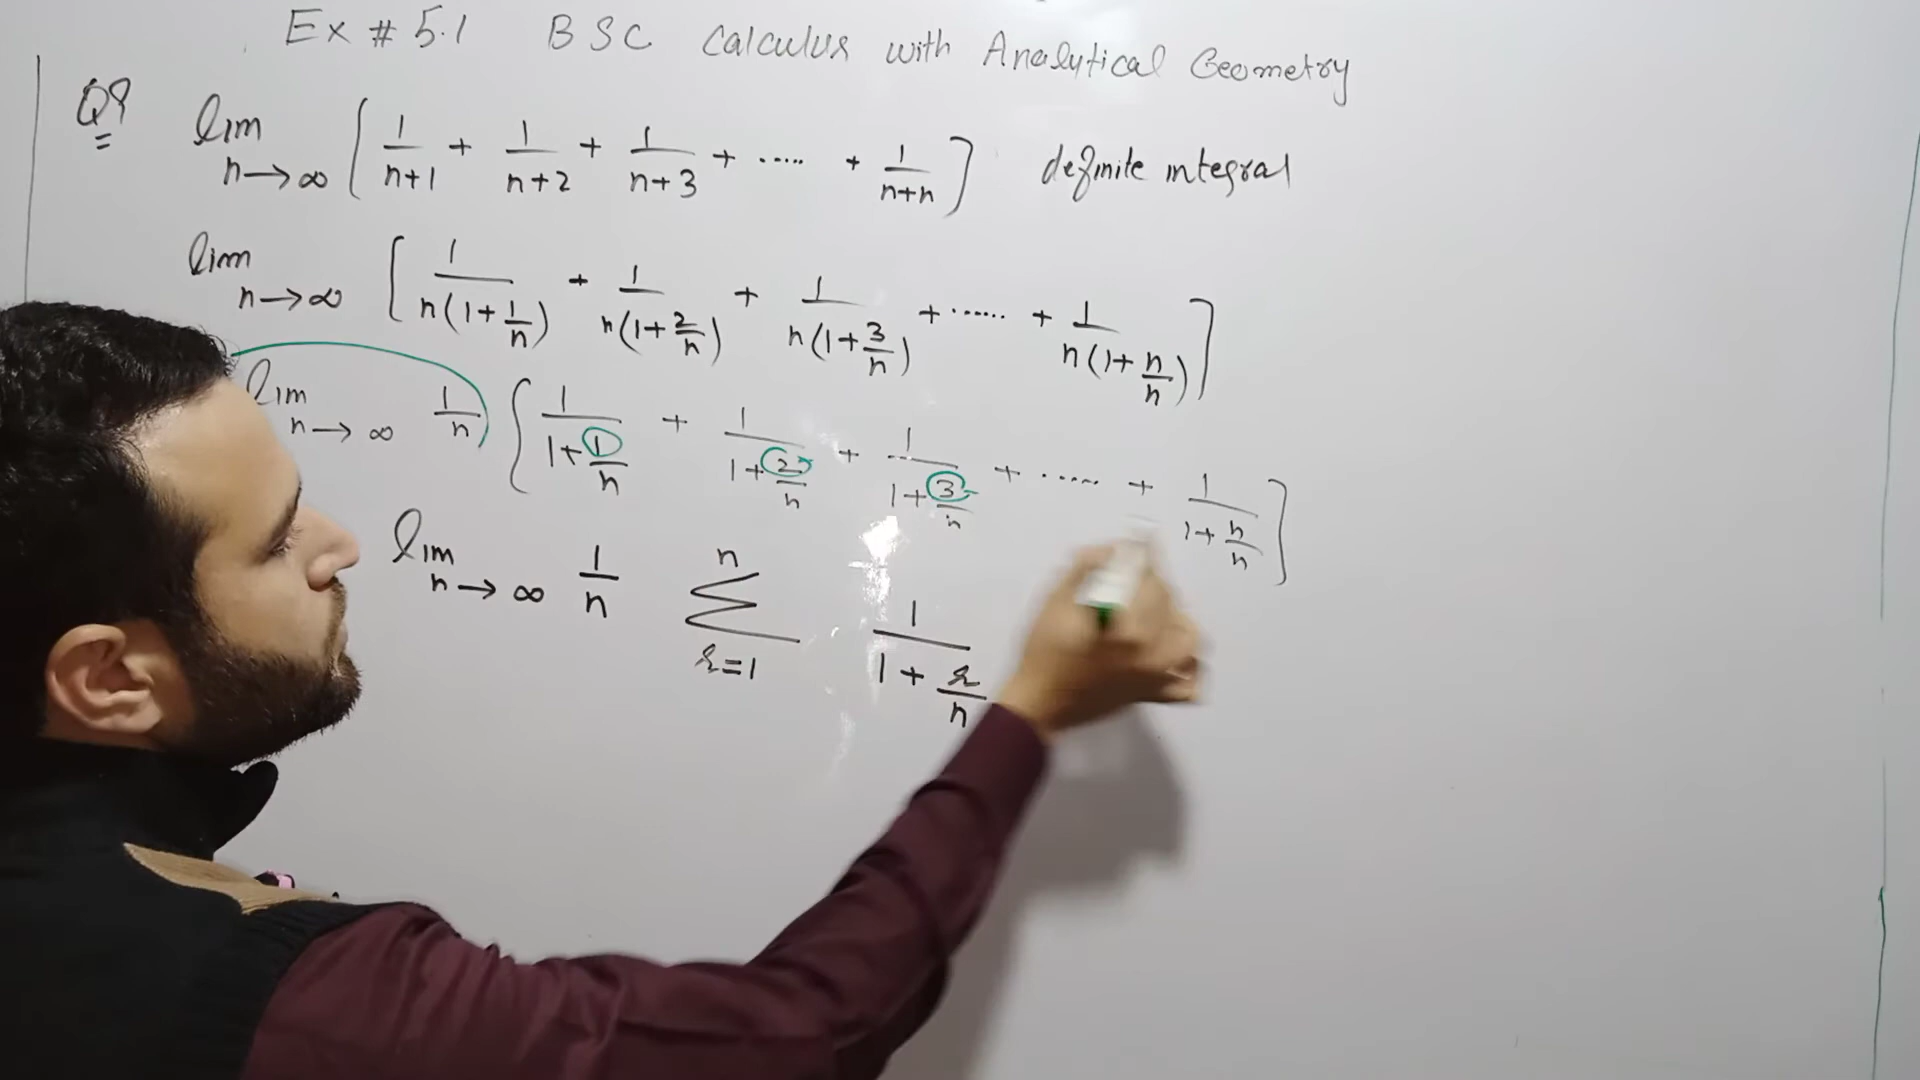 Ex # 5.1 BSC Calculus with Analytical Geometry
Q9 lim n→∞ [ 1/(n+1) + 1/(n+2) + 1/(n+3) + ..... + 1/(n+n) ] definite integral
lim n→∞ [ 1/(n(1+1/n)) + 1/(n(1+2/n)) + 1/(n(1+3/n)) + ...... + 1/(n(1+n/n)) ]
lim n→∞ 1/n [ 1/(1+1/n) + 1/(1+2/n) + 1/(1+3/n) + ..... + 1/(1+n/n) ]
lim n→∞ 1/n Σ r=1 n 1/(1+r/n)